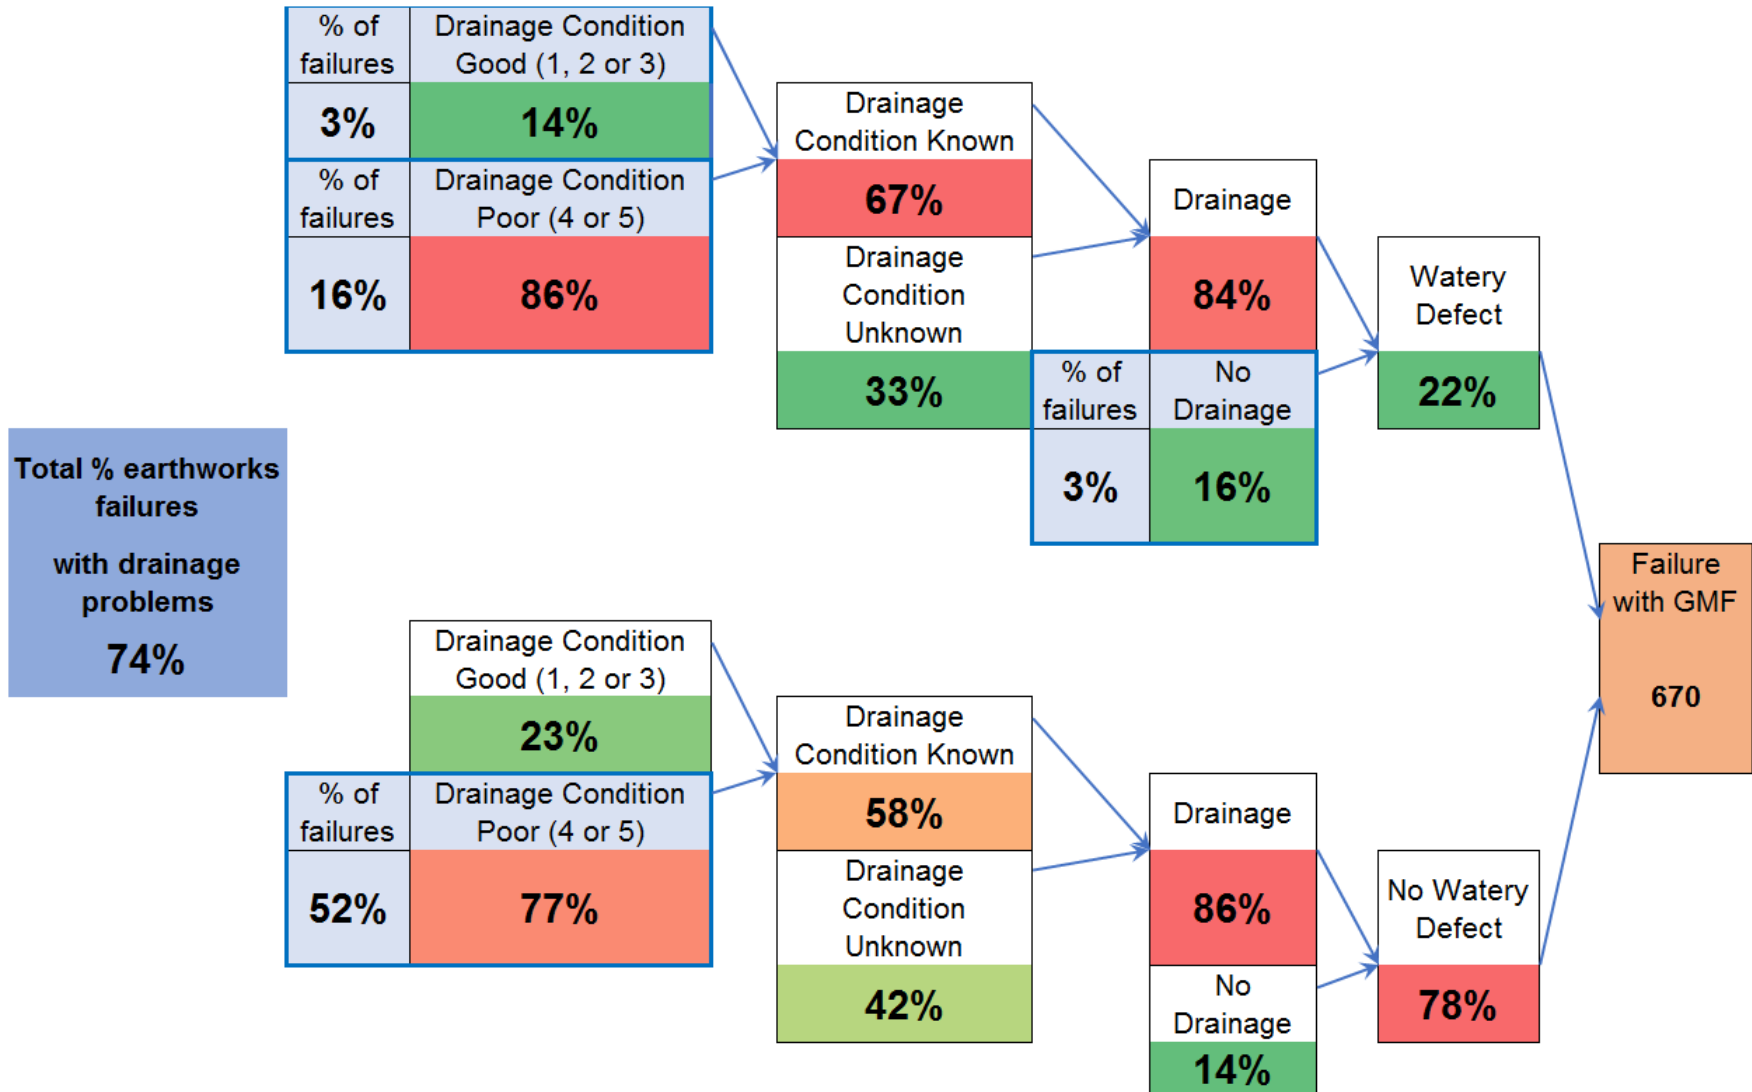 % of
failures
Drainage Condition
Good (1, 2 or 3)
3%
14%
% of
failures
Drainage Condition
Poor (4 or 5)
16%
86%
Drainage
Condition Known
67%
Drainage
Condition
Unknown
33%
Drainage
84%
% of
failures
No
Drainage
3%
16%
Watery
Defect
22%
Total % earthworks
failures
with drainage
problems
74%
Failure
with GMF
670
Drainage Condition
Good (1, 2 or 3)
23%
% of
failures
Drainage Condition
Poor (4 or 5)
52%
77%
Drainage
Condition Known
58%
Drainage
Condition
Unknown
42%
Drainage
86%
No
Drainage
14%
No Watery
Defect
78%